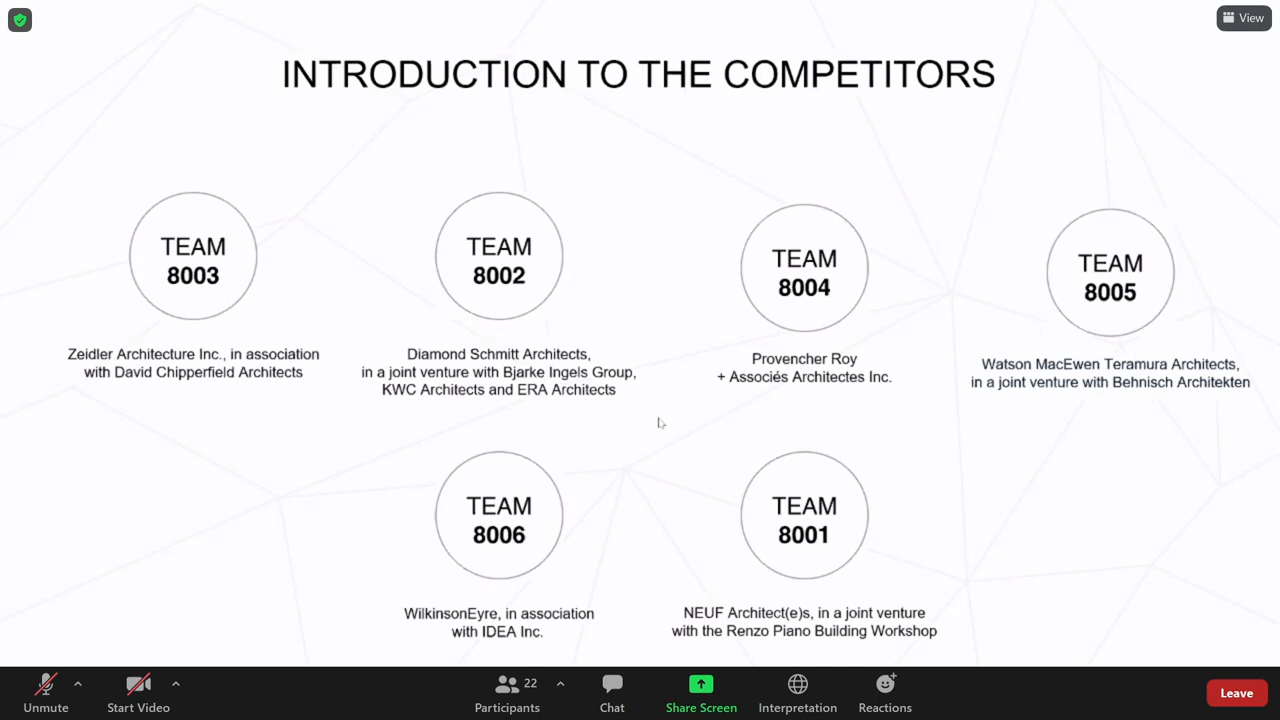 View
INTRODUCTION TO THE COMPETITORS
TEAM
8003
Zeidler Architecture Inc., in association
with David Chipperfield Architects
TEAM
8002
Diamond Schmitt Architects,
in a joint venture with Bjarke Ingels Group,
KWC Architects and ERA Architects
TEAM
8004
Provencher Roy
+ Associés Architectes Inc.
TEAM
8005
Watson MacEwen Teramura Architects,
in a joint venture with Behnisch Architekten
TEAM
8006
WilkinsonEyre, in association
with IDEA Inc.
TEAM
8001
NEUF Architect(e)s, in a joint venture
with the Renzo Piano Building Workshop
Unmute
Start Video
22
Participants
Chat
Share Screen
Interpretation
Reactions
Leave